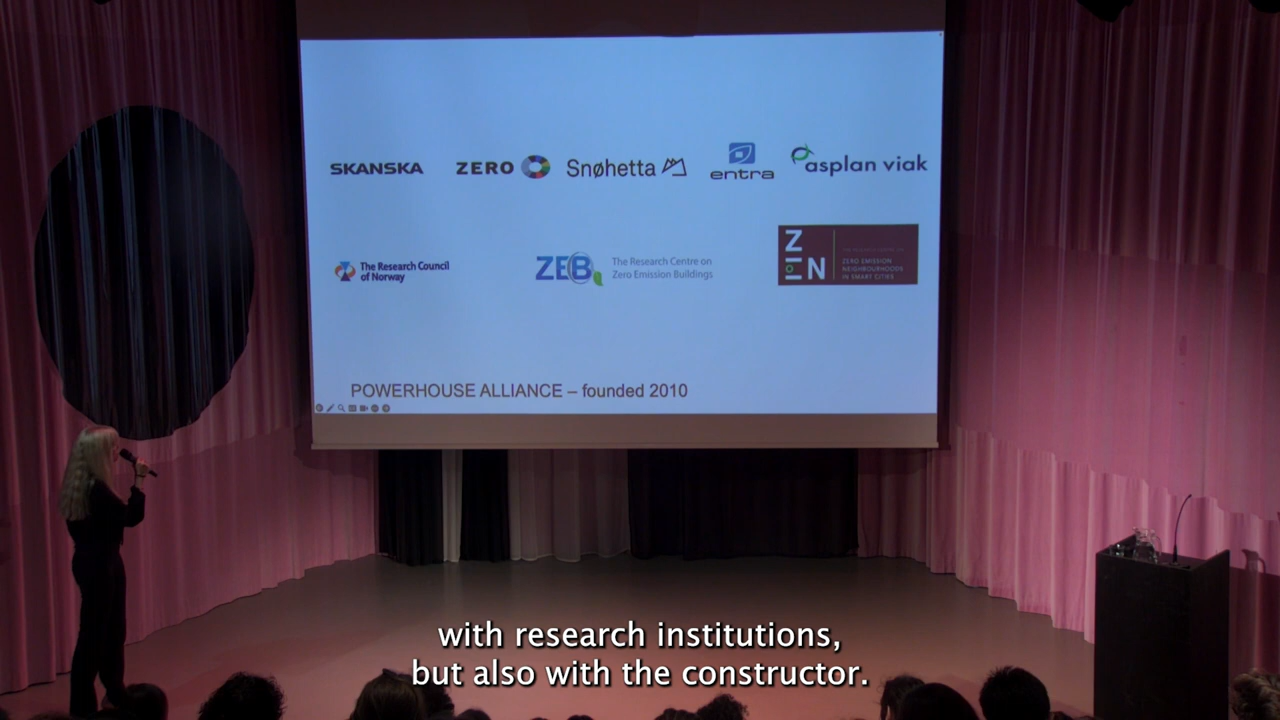 SKANSKA
ZERO
Snøhetta
entra
asplan viak
The Research Council
of Norway
ZEB
The Research Centre on
Zero Emission Buildings
ZEN
ZERO EMISSION
NEIGHBOURHOODS
IN SMART CITIES
POWERHOUSE ALLIANCE – founded 2010
with research institutions,
but also with the constructor.